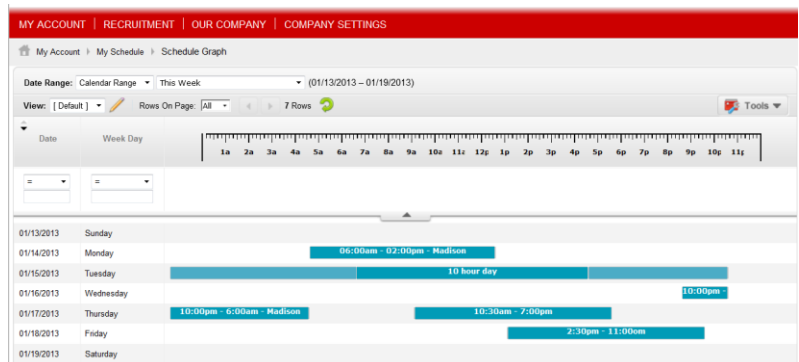 MY ACCOUNT | RECRUITMENT | OUR COMPANY | COMPANY SETTINGS
My Account My Schedule Schedule Graph
Date Range: Calendar Range This Week (01/13/2013 – 01/19/2013)
View: [ Default ] Rows On Page: All 7 Rows Tools
Date Week Day 1a 2a 3a 4a 5a 6a 7a 8a 9a 10a 11a 12p 1p 2p 3p 4p 5p 6p 7p 8p 9p 10p 11p
= =
01/13/2013 Sunday
01/14/2013 Monday 06:00am - 02:00pm - Madison
01/15/2013 Tuesday 10 hour day
01/16/2013 Wednesday 10:00pm -
01/17/2013 Thursday 10:00pm - 6:00am - Madison 10:30am - 7:00pm
01/18/2013 Friday 2:30pm - 11:00om
01/19/2013 Saturday